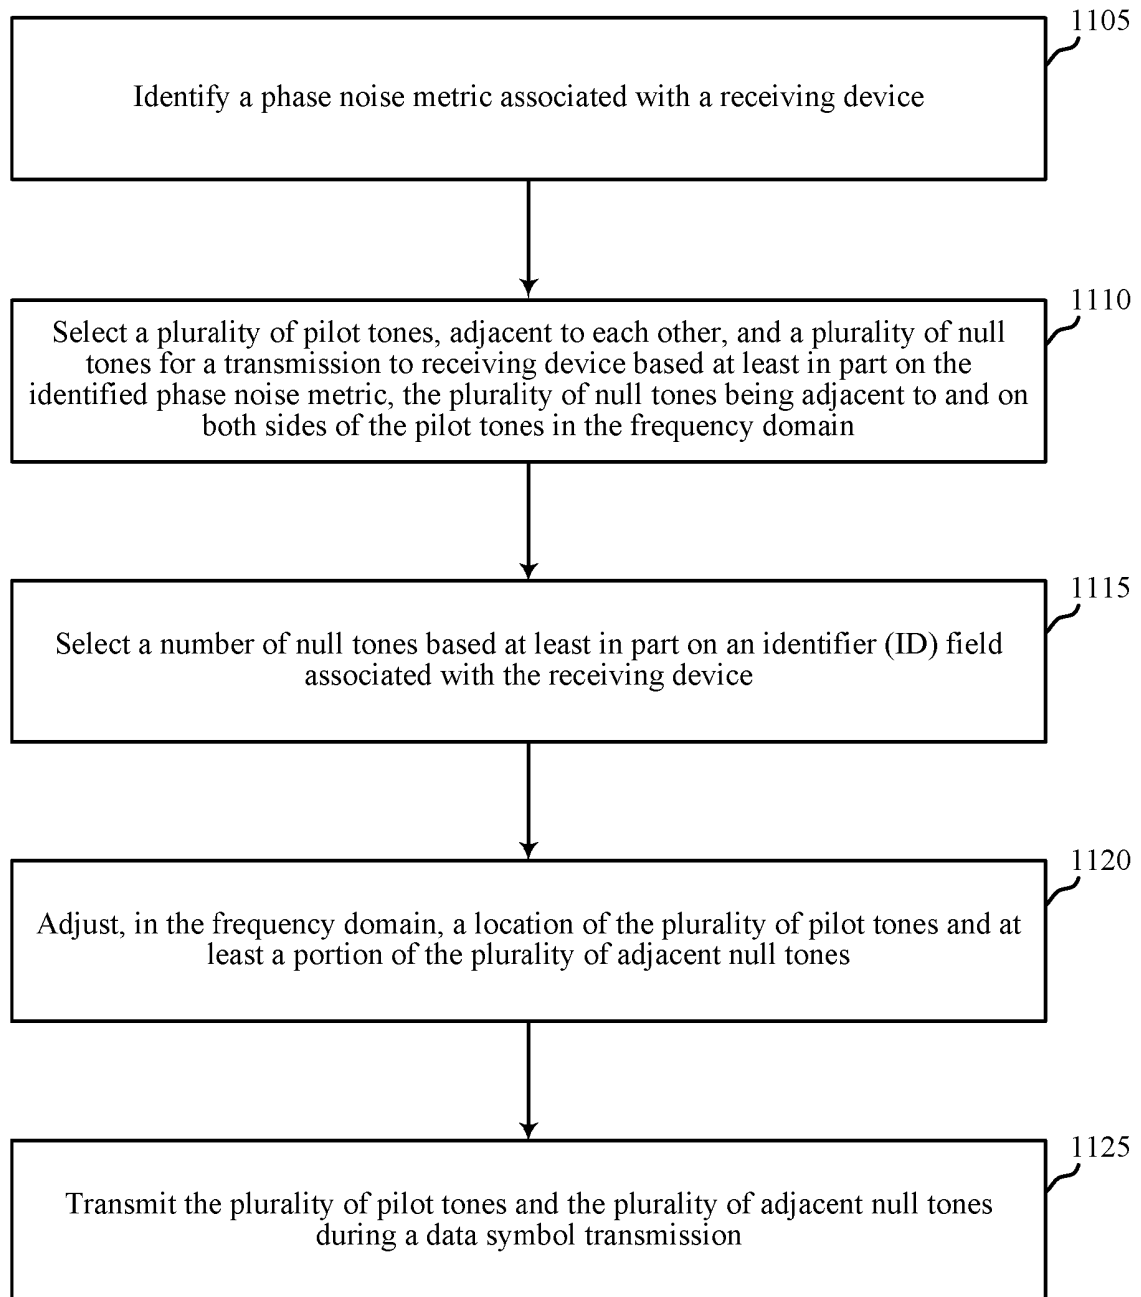 1105
Identify a phase noise metric associated with a receiving device
1110
Select a plurality of pilot tones, adjacent to each other, and a plurality of null
tones for a transmission to receiving device based at least in part on the
identified phase noise metric, the plurality of null tones being adjacent to and on
both sides of the pilot tones in the frequency domain
1115
Select a number of null tones based at least in part on an identifier (ID) field
associated with the receiving device
1120
Adjust, in the frequency domain, a location of the plurality of pilot tones and at
least a portion of the plurality of adjacent null tones
1125
Transmit the plurality of pilot tones and the plurality of adjacent null tones
during a data symbol transmission